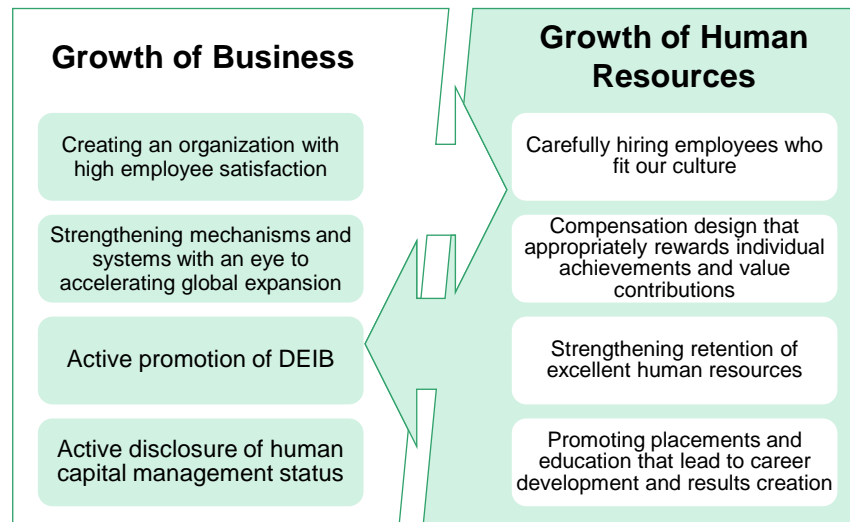 Growth of Business
Creating an organization with
high employee satisfaction
Strengthening mechanisms and
systems with an eye to
accelerating global expansion
Active promotion of DEIB
Active disclosure of human
capital management status
Growth of Human
Resources
Carefully hiring employees who
fit our culture
Compensation design that
appropriately rewards individual
achievements and value
contributions
Strengthening retention of
excellent human resources
Promoting placements and
education that lead to career
development and results creation